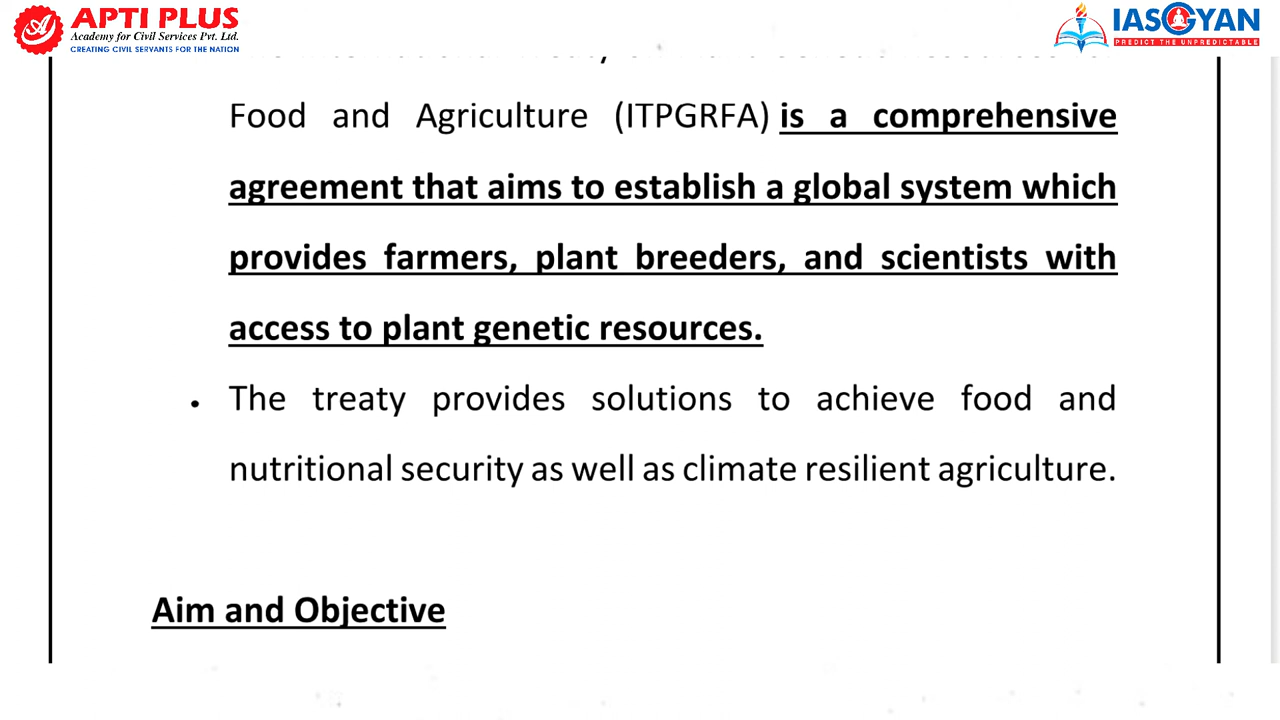 APTI PLUS
Academy for Civil Services Pvt. Ltd.
CREATING CIVIL SERVANTS FOR THE NATION
IASGYAN
PREDICT THE UNPREDICTABLE
Food and Agriculture (ITPGRFA) is a comprehensive
agreement that aims to establish a global system which
provides farmers, plant breeders, and scientists with
access to plant genetic resources.
• The treaty provides solutions to achieve food and
nutritional security as well as climate resilient agriculture.
Aim and Objective